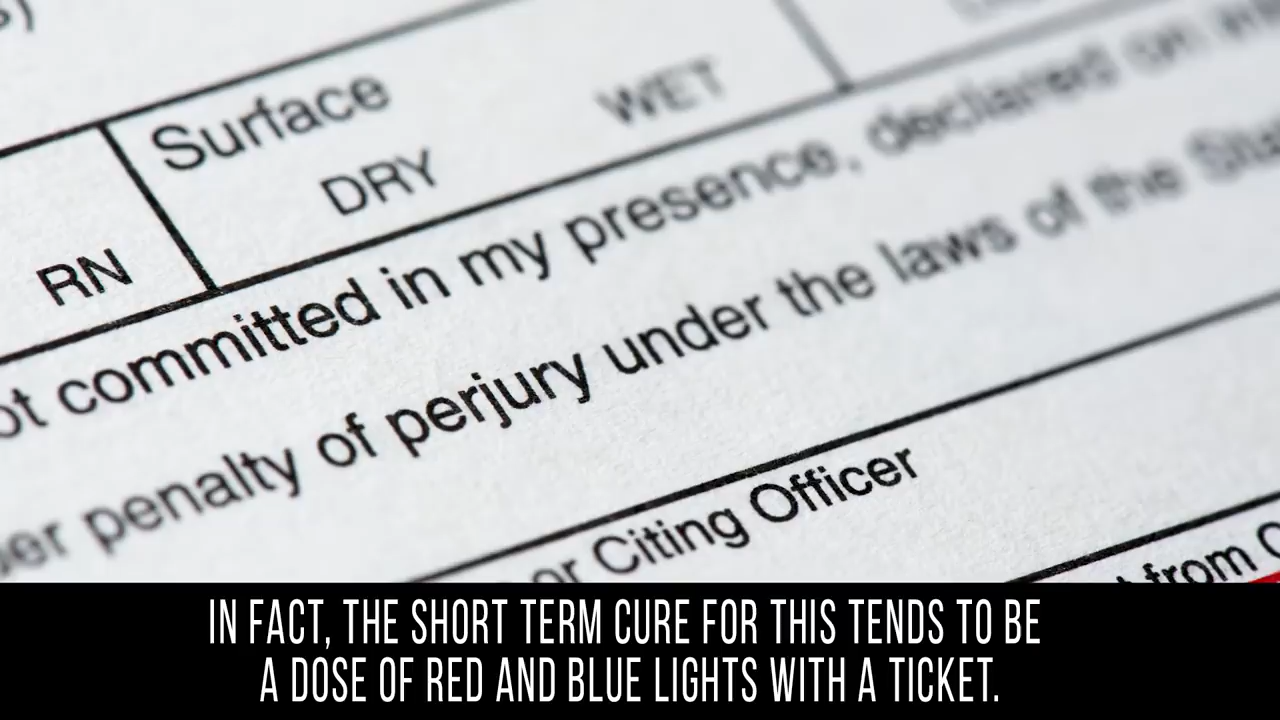 Surface
DRY WET
RN
committed in my presence, declared on
penalty of perjury under the laws of the
or Citing Officer
from
IN FACT, THE SHORT TERM CURE FOR THIS TENDS TO BE
A DOSE OF RED AND BLUE LIGHTS WITH A TICKET.